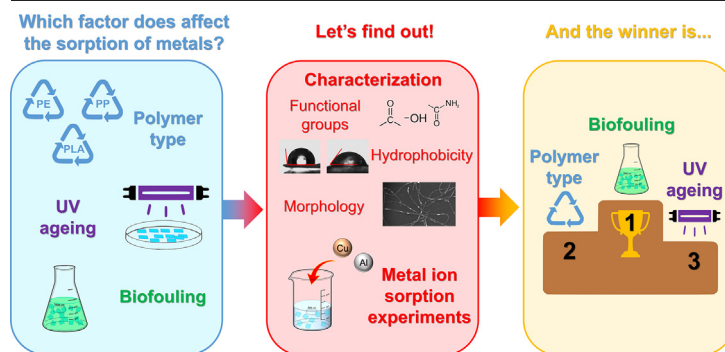 Which factor does affect
the sorption of metals?
PE
PP
PLA
Polymer
type
UV
ageing
Biofouling
Let's find out!
Characterization
Functional
groups
O
C
-OH
O
C
NH₂
Hydrophobicity
Morphology
Cu
Al
Metal ion
sorption
experiments
And the winner is...
Biofouling
Polymer
type
UV
ageing
1
2
3